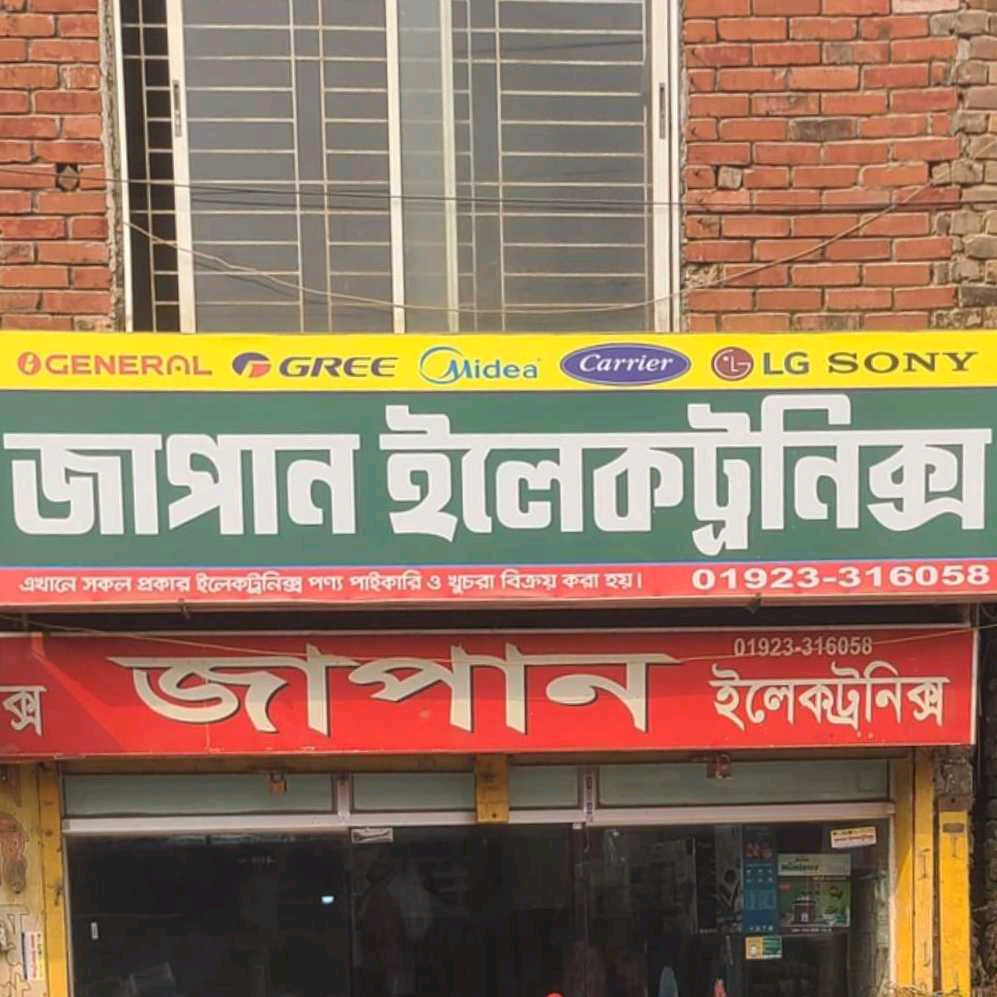 GENERAL GREE Midea Carrier LG SONY
জাপান ইলেকট্রনিক্স
এখানে সকল প্রকার ইলেকট্রনিক্স পণ্য পাইকারি ও খুচরা বিক্রয় করা হয়। 01923-316058
01923-316058
ক্স জাপান ইলেকট্রনিক্স